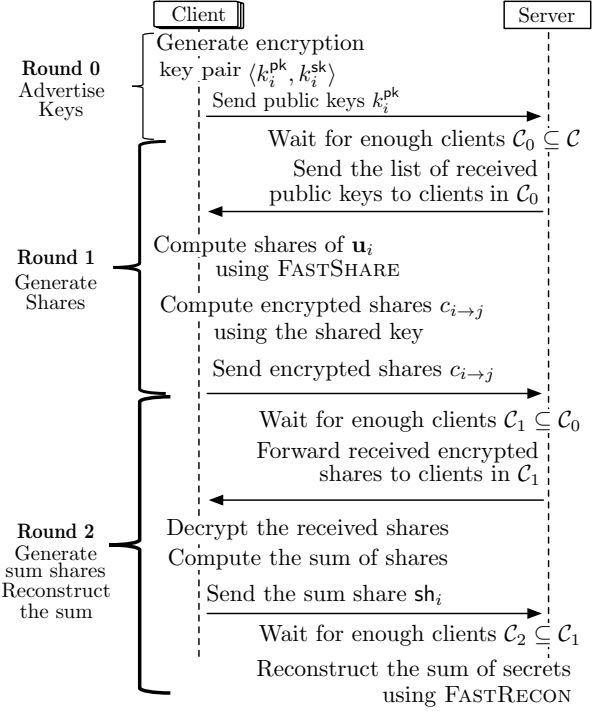 Client
Server
Round 0
Advertise
Keys
Generate encryption
key pair ⟨k_i^pk, k_i^sk⟩
Send public keys k_i^pk
Wait for enough clients C_0 ⊆ C
Round 1
Generate
Shares
Send the list of received
public keys to clients in C_0
Compute shares of u_i
using FASTSHARE
Compute encrypted shares c_{i→j}
using the shared key
Send encrypted shares c_{i→j}
Round 2
Generate
sum shares
Reconstruct
the sum
Wait for enough clients C_1 ⊆ C_0
Forward received encrypted
shares to clients in C_1
Decrypt the received shares
Compute the sum of shares
Send the sum share sh_i
Wait for enough clients C_2 ⊆ C_1
Reconstruct the sum of secrets
using FASTRECON